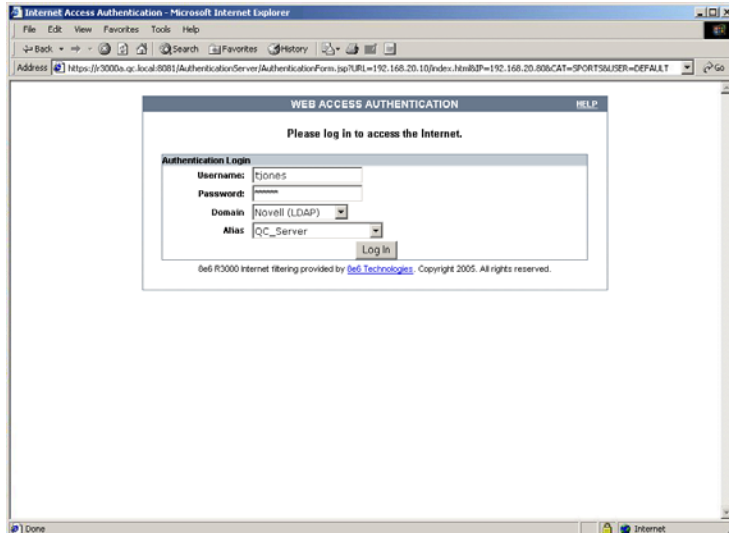 Internet Access Authentication - Microsoft Internet Explorer
File Edit View Favorites Tools Help
Back Search Favorites History
Address https://r3000a.qc.local:8081/AuthenticationServer/AuthenticationForm.jsp?URL=192.168.20.10/index.html&IP=192.168.20.80&CAT=SPORTS&USER=DEFAULT Go
WEB ACCESS AUTHENTICATION HELP
Please log in to access the Internet.
Authentication Login
Username: tjones
Password: ******
Domain Novell (LDAP)
Alias QC_Server
Log In
8e6 R3000 Internet filtering provided by 8e6 Technologies. Copyright 2005. All rights reserved.
Done Internet